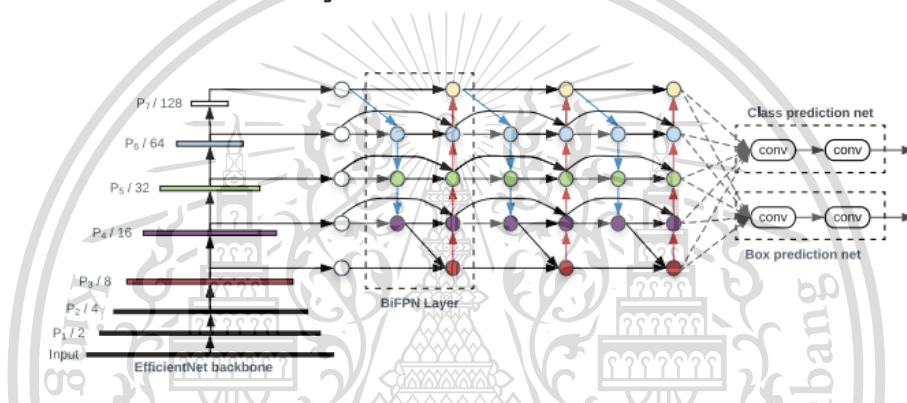 P7 / 128
P6 / 64
P5 / 32
P4 / 16
P3 / 8
P2 / 4
P1 / 2
Input
EfficientNet backbone
BiFPN Layer
Class prediction net
conv
conv
conv
conv
Box prediction net